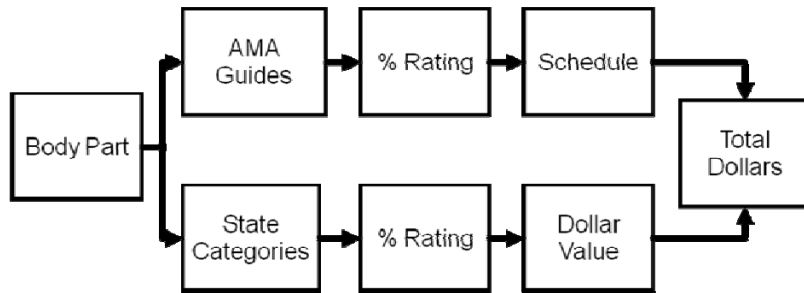 Body Part
AMA
Guides
% Rating
Schedule
State
Categories
% Rating
Dollar
Value
Total
Dollars